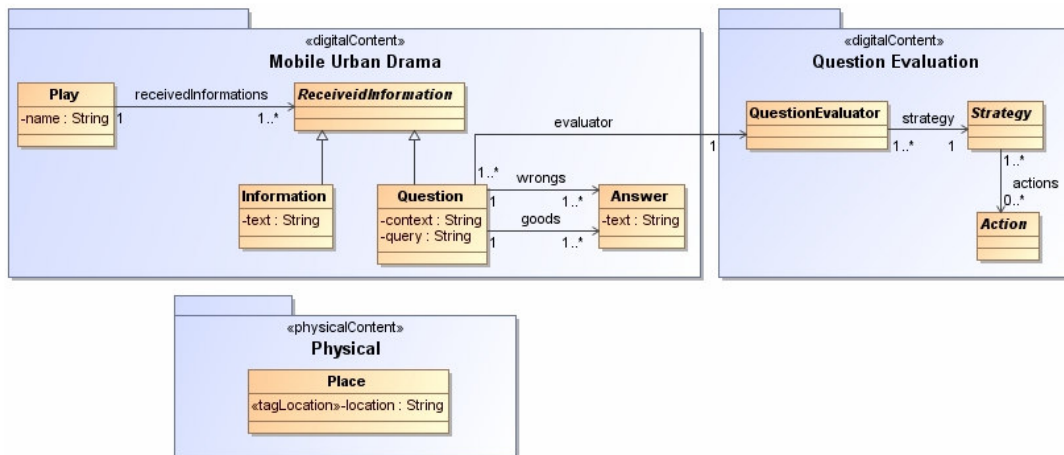 «digitalContent»
Mobile Urban Drama
Play
-name : String
receivedInformations
1
1..*
ReceiveidInformation
Information
-text : String
Question
-context : String
-query : String
wrongs
1
1..*
goods
1
1..*
Answer
-text : String
evaluator
1..*
1
«digitalContent»
Question Evaluation
QuestionEvaluator
strategy
1..*
1
Strategy
1..*
actions
0..*
Action
«physicalContent»
Physical
Place
«tagLocation»-location : String